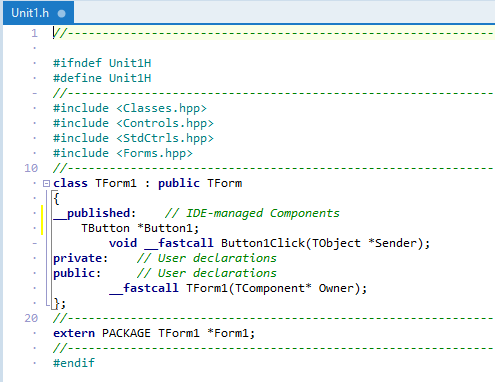 Unit1.h
1 //---------------------------------------------------------------
#ifndef Unit1H
#define Unit1H
//---------------------------------------------------------------
#include <Classes.hpp>
#include <Controls.hpp>
#include <StdCtrls.hpp>
#include <Forms.hpp>
10 //---------------------------------------------------------------
class TForm1 : public TForm
{
__published:    // IDE-managed Components
    TButton *Button1;
        void __fastcall Button1Click(TObject *Sender);
private:    // User declarations
public:     // User declarations
        __fastcall TForm1(TComponent* Owner);
};
20 //---------------------------------------------------------------
extern PACKAGE TForm1 *Form1;
//---------------------------------------------------------------
#endif